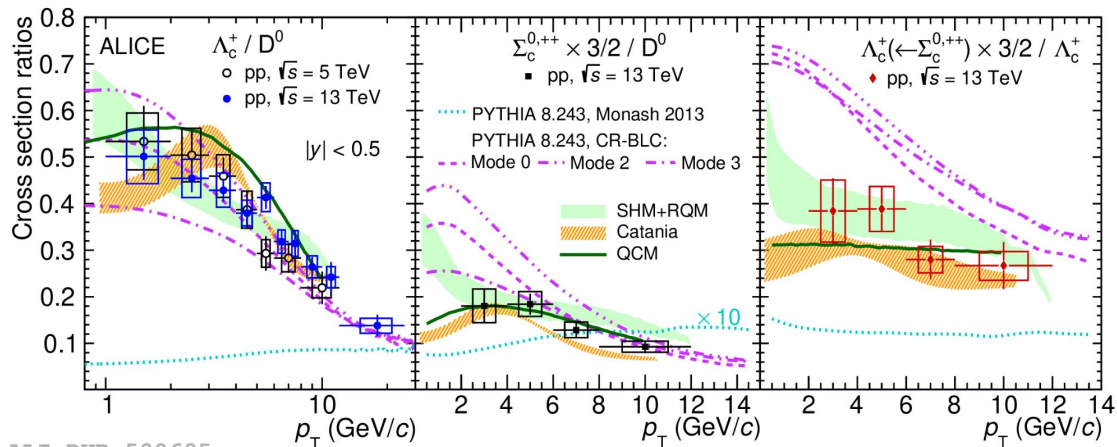 Cross section ratios
0.8
0.7
0.6
0.5
0.4
0.3
0.2
0.1
ALICE
Λc+ / D0
pp, √s = 5 TeV
pp, √s = 13 TeV
|y| < 0.5
1 10
pT (GeV/c)
Σc0,++ × 3/2 / D0
pp, √s = 13 TeV
PYTHIA 8.243, Monash 2013
PYTHIA 8.243, CR-BLC:
Mode 0 Mode 2 Mode 3
SHM+RQM
Catania
QCM
× 10
2 4 6 8 10 12 14
pT (GeV/c)
Λc+(←Σc0,++) × 3/2 / Λc+
pp, √s = 13 TeV
2 4 6 8 10 12 14
pT (GeV/c)